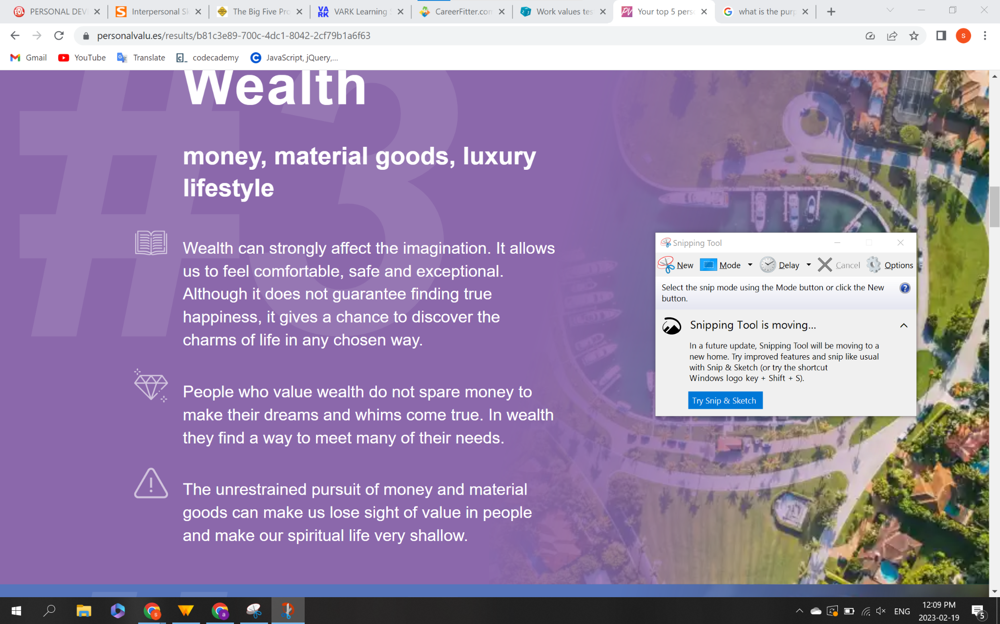 PERSONAL DEV
Interpersonal Sk
The Big Five Pro
VA
RK
VARK Learning S
CareerFitter.com
Work values tes
PV
Your top 5 pers
what is the purp
personalvalu.es/results/b81c3e89-700c-4dc1-8042-2cf79b1a6f63
s
Gmail
YouTube
Translate
codecademy
JavaScript, jQuery,...
#3
Wealth
money, material goods, luxury
lifestyle
Wealth can strongly affect the imagination. It allows
us to feel comfortable, safe and exceptional.
Although it does not guarantee finding true
happiness, it gives a chance to discover the
charms of life in any chosen way.
People who value wealth do not spare money to
make their dreams and whims come true. In wealth
they find a way to meet many of their needs.
The unrestrained pursuit of money and material
goods can make us lose sight of value in people
and make our spiritual life very shallow.
Snipping Tool
New Mode Delay Cancel Options
Select the snip mode using the Mode button or click the New
button.
Snipping Tool is moving...
In a future update, Snipping Tool will be moving to a
new home. Try improved features and snip like usual
with Snip & Sketch (or try the shortcut
Windows logo key + Shift + S).
Try Snip & Sketch
ENG
12:09 PM
2023-02-19
5